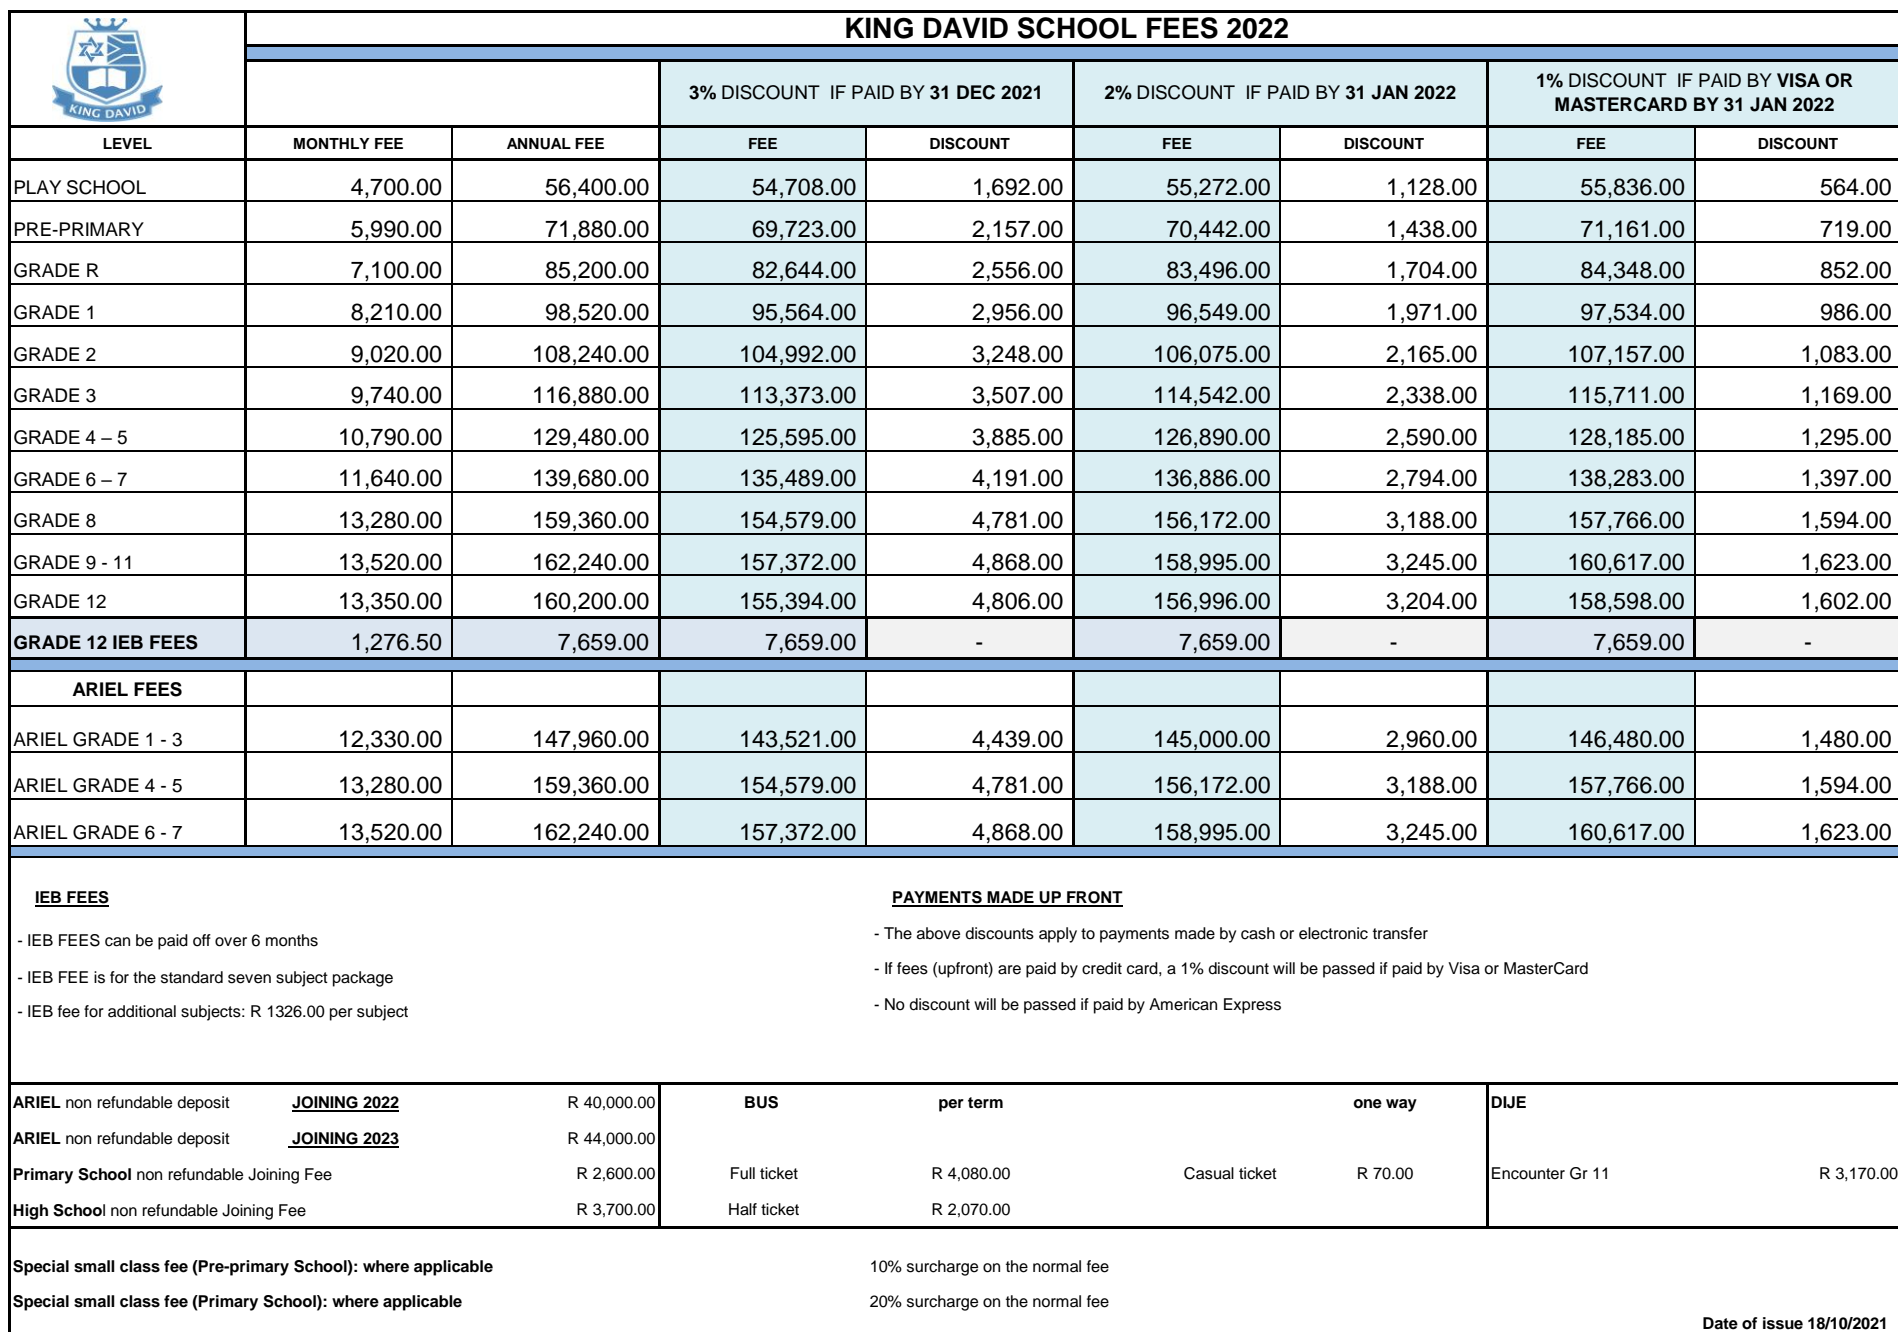 KING DAVID
KING DAVID SCHOOL FEES 2022
3% DISCOUNT IF PAID BY 31 DEC 2021 2% DISCOUNT IF PAID BY 31 JAN 2022 1% DISCOUNT IF PAID BY VISA OR
MASTERCARD BY 31 JAN 2022
LEVEL MONTHLY FEE ANNUAL FEE FEE DISCOUNT FEE DISCOUNT FEE DISCOUNT
PLAY SCHOOL 4,700.00 56,400.00 54,708.00 1,692.00 55,272.00 1,128.00 55,836.00 564.00
PRE-PRIMARY 5,990.00 71,880.00 69,723.00 2,157.00 70,442.00 1,438.00 71,161.00 719.00
GRADE R 7,100.00 85,200.00 82,644.00 2,556.00 83,496.00 1,704.00 84,348.00 852.00
GRADE 1 8,210.00 98,520.00 95,564.00 2,956.00 96,549.00 1,971.00 97,534.00 986.00
GRADE 2 9,020.00 108,240.00 104,992.00 3,248.00 106,075.00 2,165.00 107,157.00 1,083.00
GRADE 3 9,740.00 116,880.00 113,373.00 3,507.00 114,542.00 2,338.00 115,711.00 1,169.00
GRADE 4 – 5 10,790.00 129,480.00 125,595.00 3,885.00 126,890.00 2,590.00 128,185.00 1,295.00
GRADE 6 – 7 11,640.00 139,680.00 135,489.00 4,191.00 136,886.00 2,794.00 138,283.00 1,397.00
GRADE 8 13,280.00 159,360.00 154,579.00 4,781.00 156,172.00 3,188.00 157,766.00 1,594.00
GRADE 9 - 11 13,520.00 162,240.00 157,372.00 4,868.00 158,995.00 3,245.00 160,617.00 1,623.00
GRADE 12 13,350.00 160,200.00 155,394.00 4,806.00 156,996.00 3,204.00 158,598.00 1,602.00
GRADE 12 IEB FEES 1,276.50 7,659.00 7,659.00 - 7,659.00 - 7,659.00 -
ARIEL FEES
ARIEL GRADE 1 - 3 12,330.00 147,960.00 143,521.00 4,439.00 145,000.00 2,960.00 146,480.00 1,480.00
ARIEL GRADE 4 - 5 13,280.00 159,360.00 154,579.00 4,781.00 156,172.00 3,188.00 157,766.00 1,594.00
ARIEL GRADE 6 - 7 13,520.00 162,240.00 157,372.00 4,868.00 158,995.00 3,245.00 160,617.00 1,623.00
IEB FEES
- IEB FEES can be paid off over 6 months
- IEB FEE is for the standard seven subject package
- IEB fee for additional subjects: R 1326.00 per subject
PAYMENTS MADE UP FRONT
- The above discounts apply to payments made by cash or electronic transfer
- If fees (upfront) are paid by credit card, a 1% discount will be passed if paid by Visa or MasterCard
- No discount will be passed if paid by American Express
ARIEL non refundable deposit JOINING 2022 R 40,000.00
ARIEL non refundable deposit JOINING 2023 R 44,000.00
Primary School non refundable Joining Fee R 2,600.00
High School non refundable Joining Fee R 3,700.00
BUS per term one way
Full ticket R 4,080.00 Casual ticket R 70.00
Half ticket R 2,070.00
DIJE
Encounter Gr 11 R 3,170.00
Special small class fee (Pre-primary School): where applicable 10% surcharge on the normal fee
Special small class fee (Primary School): where applicable 20% surcharge on the normal fee
Date of issue 18/10/2021